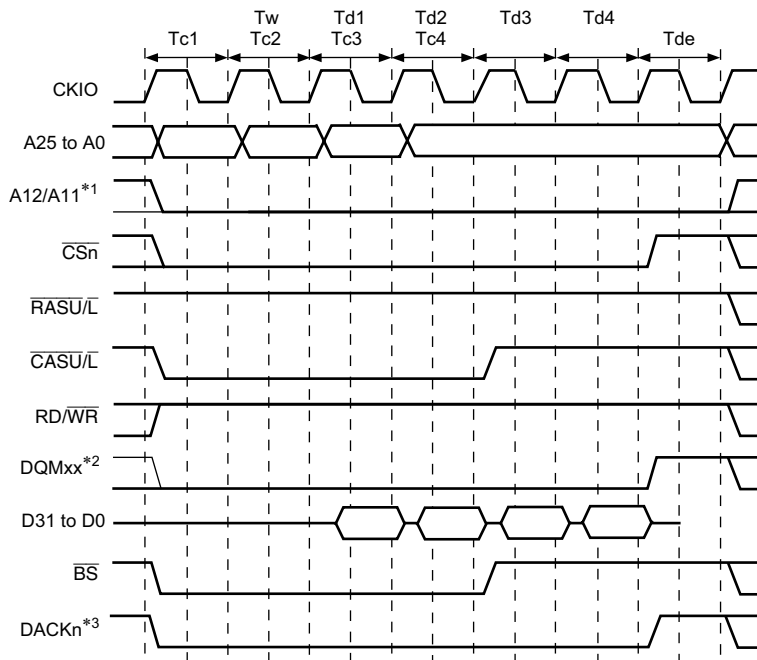 Tw Td1 Td2 Td3 Td4
Tc1 Tc2 Tc3 Tc4 Tde
CKIO
A25 to A0
A12/A11*1
CSn
RASU/L
CASU/L
RD/WR
DQMxx*2
D31 to D0
BS
DACKn*3